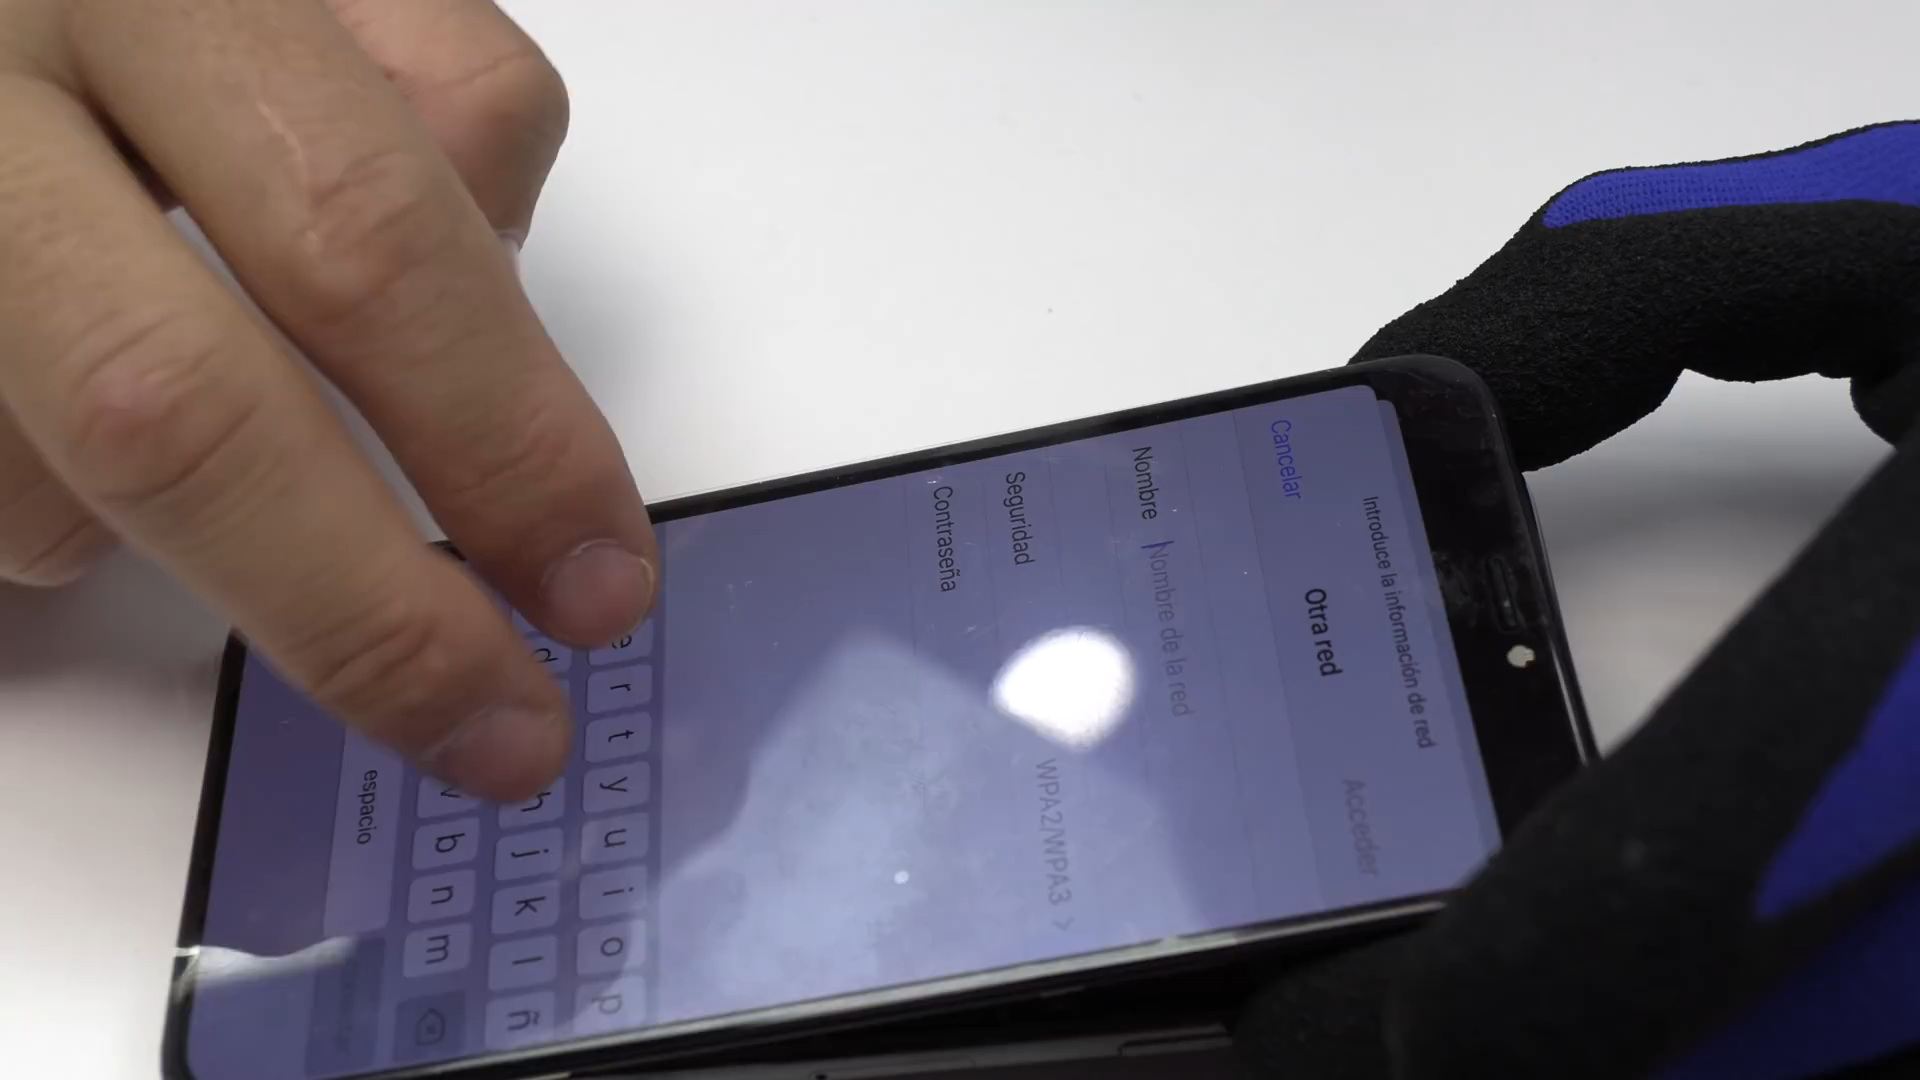 Introduce la información de red
Cancelar Otra red Acceder
Nombre Nombre de la red
Seguridad WPA2/WPA3
Contraseña
e r t y u i o p
d h j k l ñ
v b n m
espacio